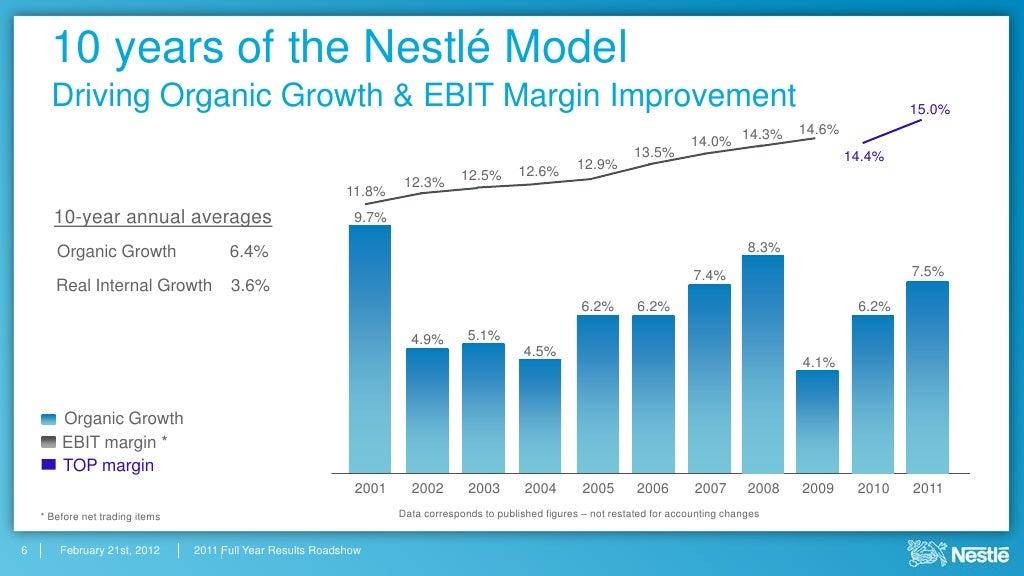 10 years of the Nestlé Model
Driving Organic Growth & EBIT Margin Improvement
15.0%
14.4%
11.8%
12.3%
12.5%
12.6%
12.9%
13.5%
14.0%
14.3%
14.6%
10-year annual averages
Organic Growth 6.4%
Real Internal Growth 3.6%
9.7%
4.9%
5.1%
4.5%
6.2%
6.2%
7.4%
8.3%
4.1%
6.2%
7.5%
Organic Growth
EBIT margin *
TOP margin
2001 2002 2003 2004 2005 2006 2007 2008 2009 2010 2011
* Before net trading items
Data corresponds to published figures – not restated for accounting changes
6 February 21st, 2012 2011 Full Year Results Roadshow
Nestlé